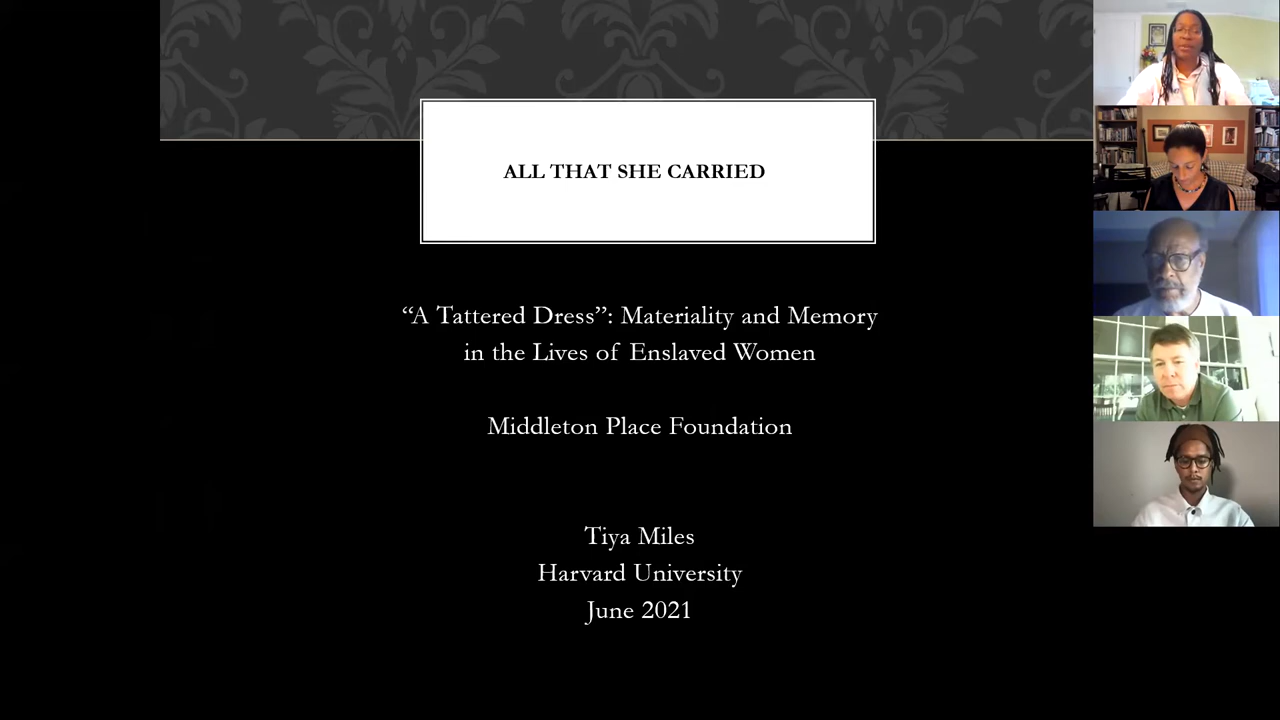 ALL THAT SHE CARRIED
“A Tattered Dress”: Materiality and Memory
in the Lives of Enslaved Women
Middleton Place Foundation
Tiya Miles
Harvard University
June 2021